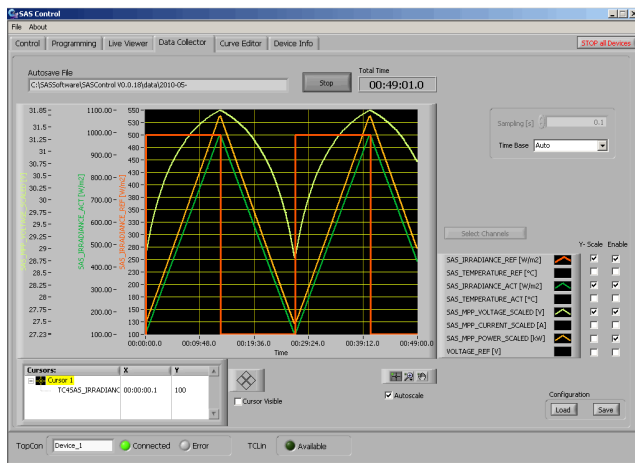 SAS Control
File About
Control Programming Live Viewer Data Collector Curve Editor Device Info STOP all Devices
Autosave File
C:\SASSoftware\SASControl V0.0.18\data\2010-05-
Stop
Total Time
00:49:01.0
Sampling [s] 0.1
Time Base Auto
31.85
31.5
31.25
31
30.75
30.5
30.25
30
29.75
29.5
29.25
29
28.75
28.5
28.25
28
27.75
27.5
27.23
1100.00
1000.00
900.00
800.00
700.00
600.00
500.00
400.00
300.00
200.00
100.00
SAS_IRRADIANCE_ACT [W/m2]
SAS_IRRADIANCE_REF [W/m2]
550
530
500
480
450
430
400
380
350
330
300
280
250
230
200
180
150
130
100
00:00:00.0 00:09:48.0 00:19:36.0 00:29:24.0 00:39:12.0 00:49:00.0
Time
Select Channels
Y- Scale Enable
SAS_IRRADIANCE_REF [W/m2]
SAS_TEMPERATURE_REF [°C]
SAS_IRRADIANCE_ACT [W/m2]
SAS_TEMPERATURE_ACT [°C]
SAS_MPP_VOLTAGE_SCALED [V]
SAS_MPP_CURRENT_SCALED [A]
SAS_MPP_POWER_SCALED [kW]
VOLTAGE_REF [V]
Cursors: X Y
Cursor 1
TC4SAS_IRRADIANC 00:00:00.1 100
Cursor Visible
Autoscale
Configuration
Load Save
TopCon Device_1 Connected Error TCLin Available